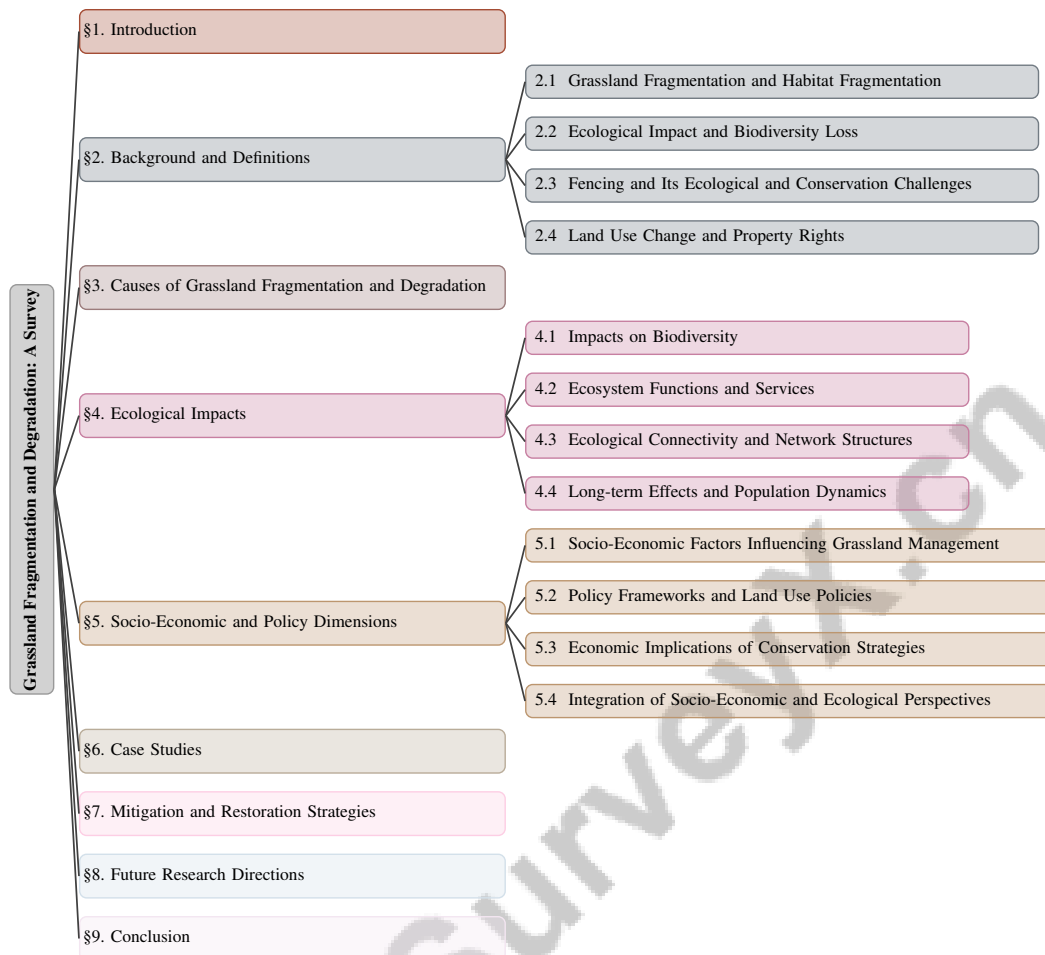 Grassland Fragmentation and Degradation: A Survey
§1. Introduction
§2. Background and Definitions
2.1 Grassland Fragmentation and Habitat Fragmentation
2.2 Ecological Impact and Biodiversity Loss
2.3 Fencing and Its Ecological and Conservation Challenges
2.4 Land Use Change and Property Rights
§3. Causes of Grassland Fragmentation and Degradation
§4. Ecological Impacts
4.1 Impacts on Biodiversity
4.2 Ecosystem Functions and Services
4.3 Ecological Connectivity and Network Structures
4.4 Long-term Effects and Population Dynamics
§5. Socio-Economic and Policy Dimensions
5.1 Socio-Economic Factors Influencing Grassland Management
5.2 Policy Frameworks and Land Use Policies
5.3 Economic Implications of Conservation Strategies
5.4 Integration of Socio-Economic and Ecological Perspectives
§6. Case Studies
§7. Mitigation and Restoration Strategies
§8. Future Research Directions
§9. Conclusion
SurveyX.cn